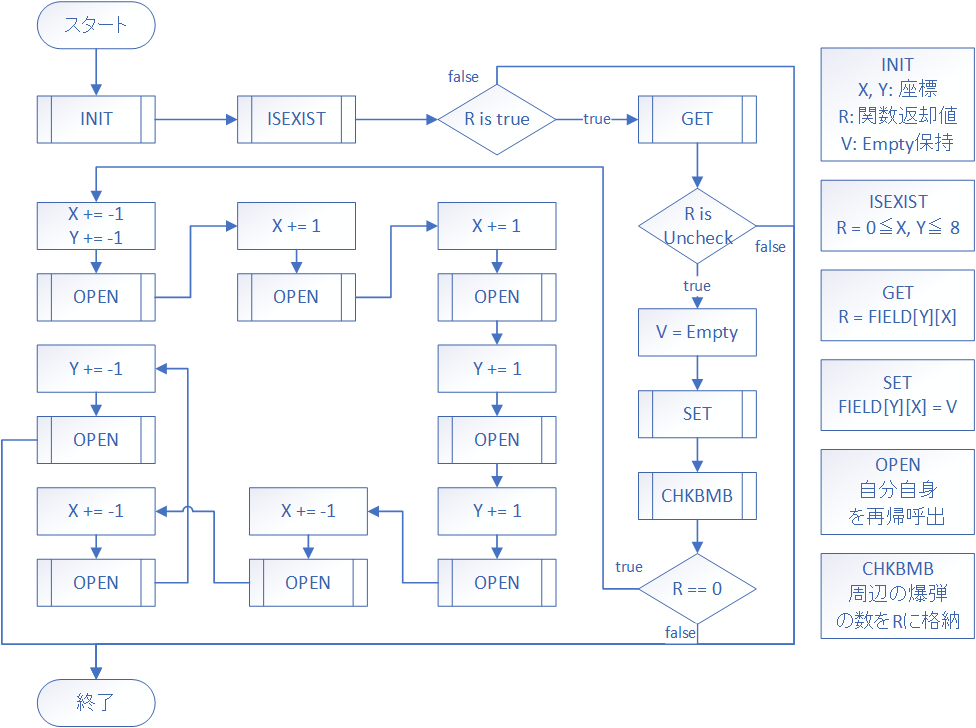 スタート
INIT
ISEXIST
R is true
false
true
GET
R is
Uncheck
false
true
V = Empty
SET
CHKBMB
R == 0
true
false
X += -1
Y += -1
OPEN
X += 1
OPEN
X += 1
OPEN
Y += 1
OPEN
Y += 1
OPEN
X += -1
OPEN
X += -1
OPEN
Y += -1
OPEN
終了
INIT
X, Y: 座標
R: 関数返却値
V: Empty保持
ISEXIST
R = 0≦X, Y≦ 8
GET
R = FIELD[Y][X]
SET
FIELD[Y][X] = V
OPEN
自分自身
を再帰呼出
CHKBMB
周辺の爆弾
の数をRに格納